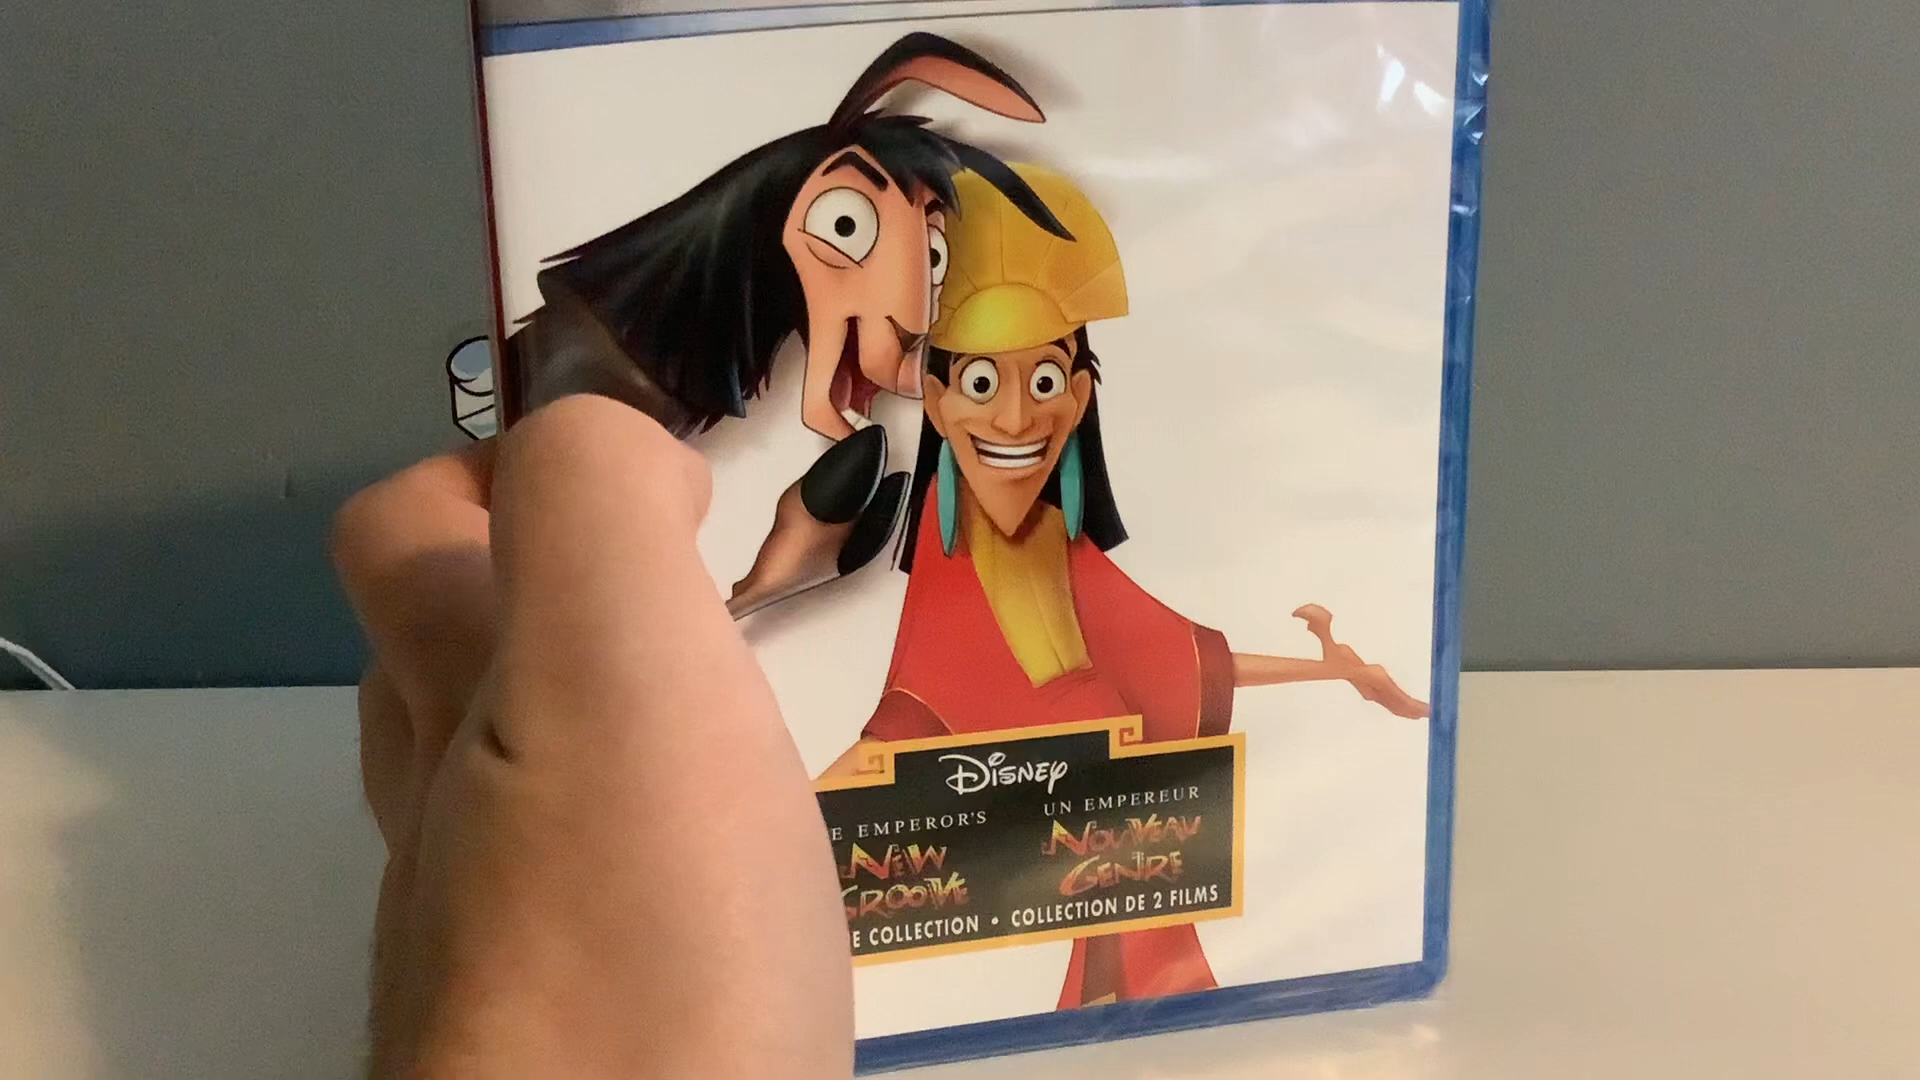 DISNEY
E EMPEROR'S
NEW
GROOVE
UN EMPEREUR
NOUVEAU
GENRE
E COLLECTION • COLLECTION DE 2 FILMS